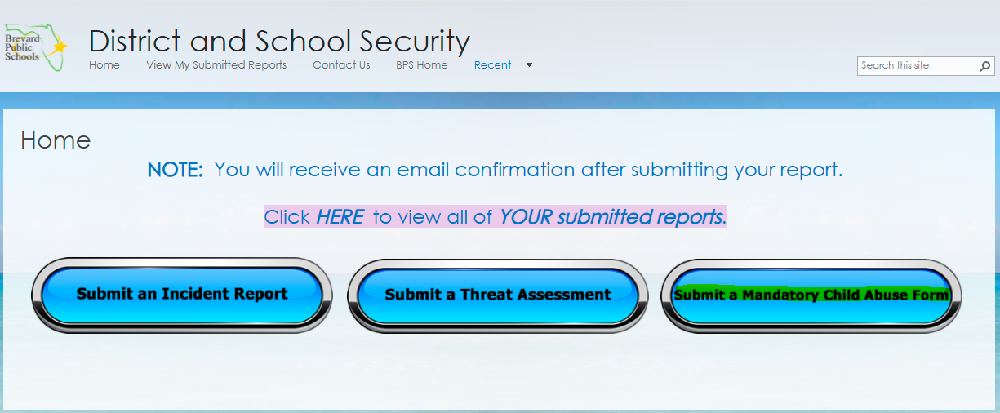 Brevard
Public
Schools
District and School Security
Home View My Submitted Reports Contact Us BPS Home Recent
Search this site
Home
NOTE: You will receive an email confirmation after submitting your report.
Click HERE to view all of YOUR submitted reports.
Submit an Incident Report
Submit a Threat Assessment
Submit a Mandatory Child Abuse Form